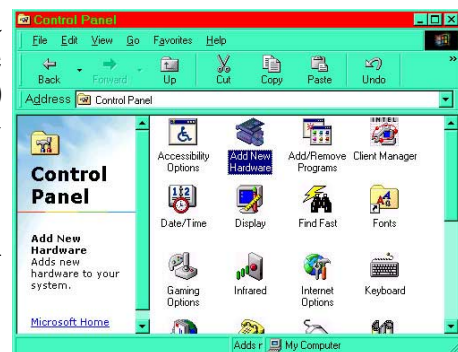 Control Panel
File Edit View Go Favorites Help
Back Forward Up Cut Copy Paste Undo »
Address Control Panel
Control
Panel
Add New
Hardware
Adds new
hardware to your
system.
Microsoft Home
Accessibility
Options
Add New
Hardware
Add/Remove
Programs
INTEL
Client Manager
Date/Time
Display
Find Fast
Fonts
Gaming
Options
Infrared
Internet
Options
Keyboard
Adds r My Computer